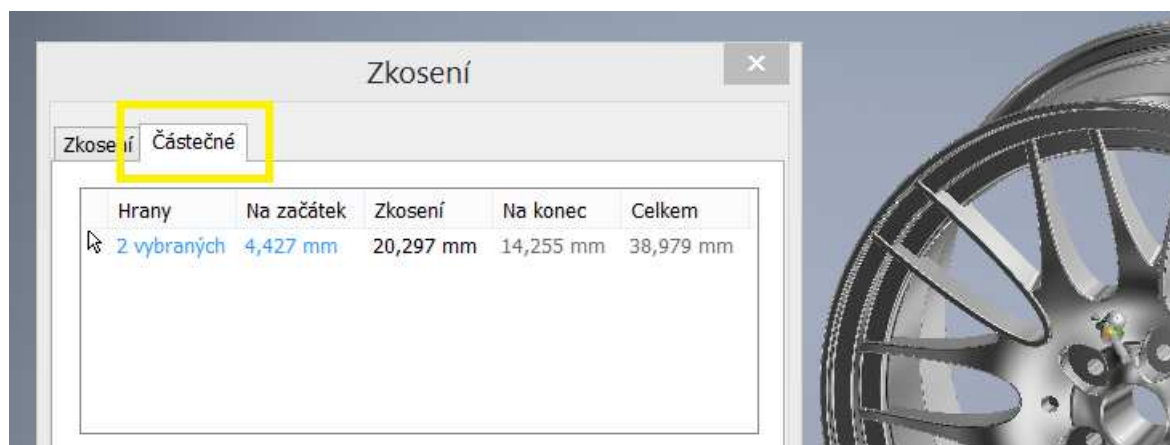 Zkosení
Zkosení Částečné
Hrany Na začátek Zkosení Na konec Celkem
2 vybraných 4,427 mm 20,297 mm 14,255 mm 38,979 mm